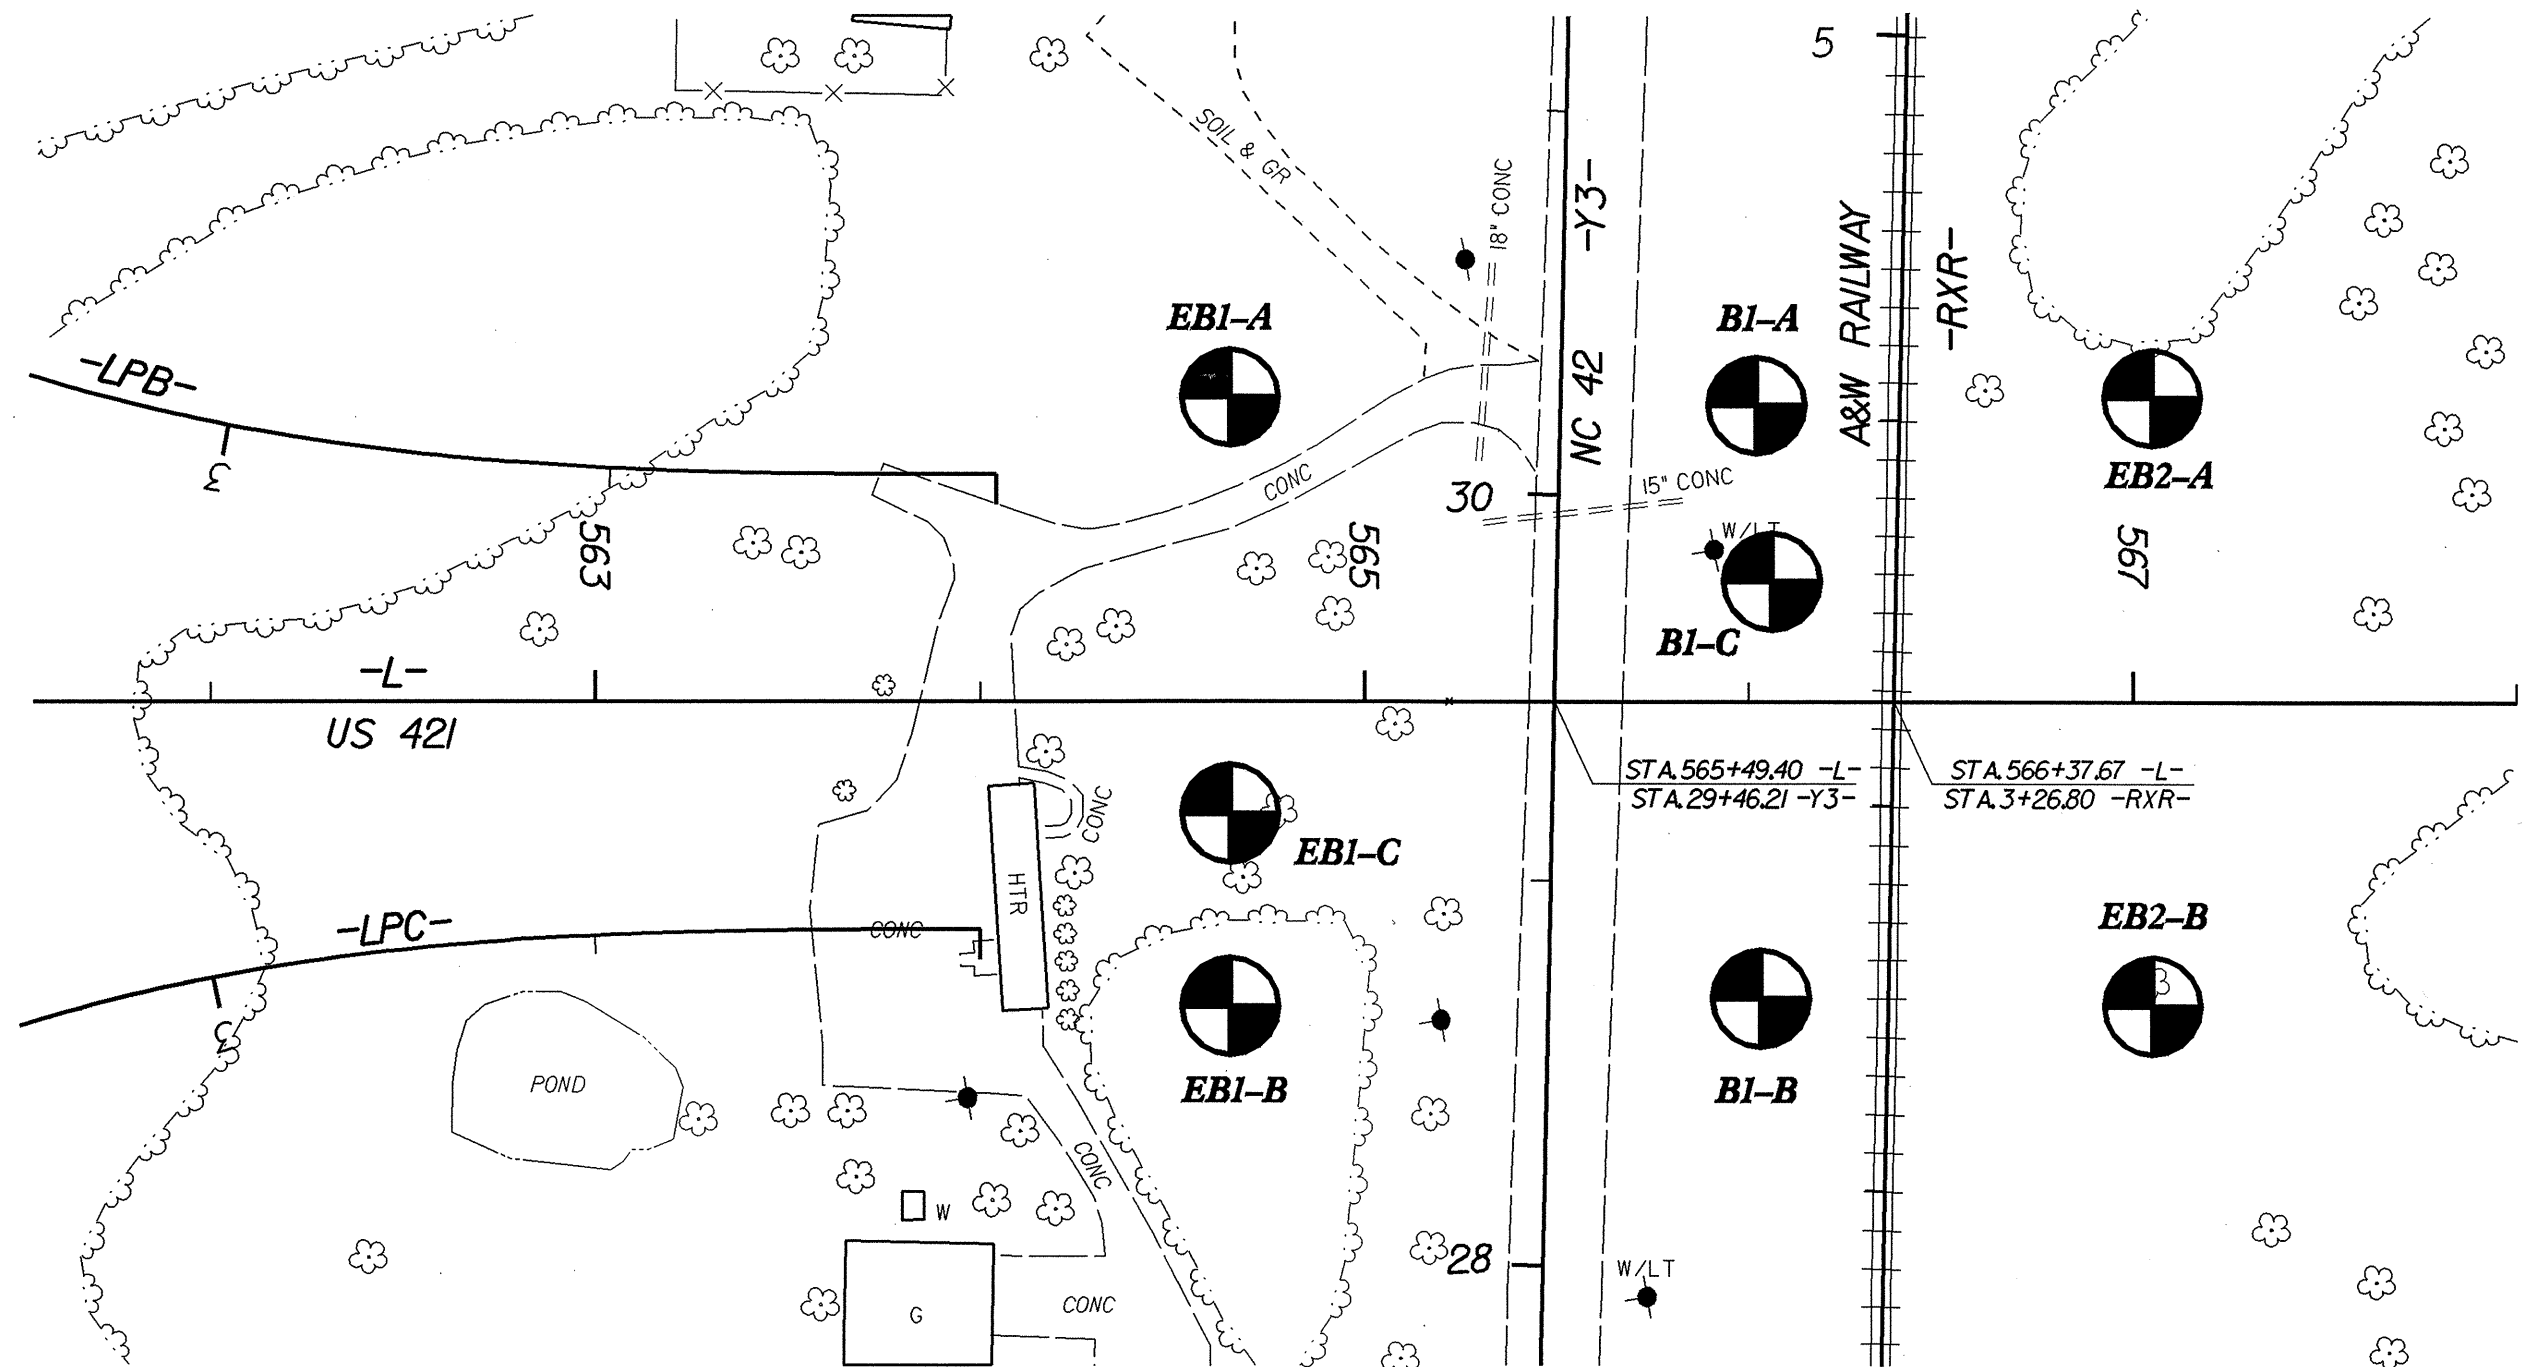 5
SOIL & GR
18" CONC
-Y3-
A&W RAILWAY
-RXR-
EB1-A
B1-A
-LPB-
NC 42
3
CONC
30
15" CONC
EB2-A
563
565
W/LT
567
B1-C
-L-
US 421
STA.565+49.40 -L-
STA.29+46.21 -Y3-
STA.566+37.67 -L-
STA.3+26.80 -RXR-
CONC
EB1-C
HTR
-LPC-
CONC
EB2-B
3
POND
EB1-B
B1-B
CONC
W
28
W/LT
G
CONC